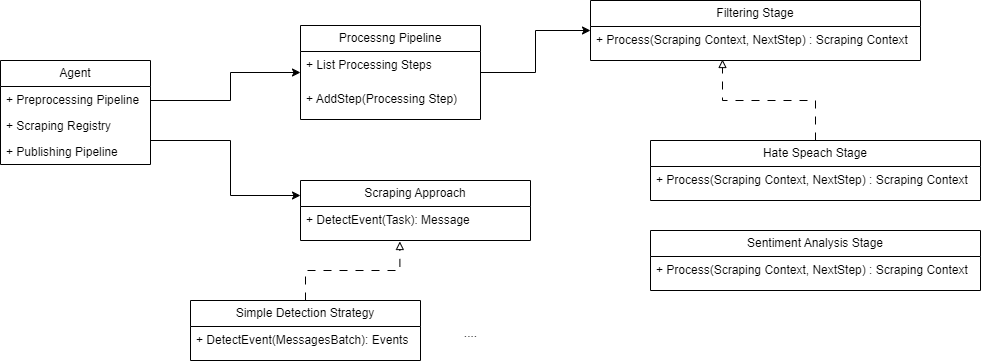 Filtering Stage
+ Process(Scraping Context, NextStep) : Scraping Context
Processng Pipeline
+ List Processing Steps
+ AddStep(Processing Step)
Agent
+ Preprocessing Pipeline
+ Scraping Registry
+ Publishing Pipeline
Hate Speach Stage
+ Process(Scraping Context, NextStep) : Scraping Context
Scraping Approach
+ DetectEvent(Task): Message
Sentiment Analysis Stage
+ Process(Scraping Context, NextStep) : Scraping Context
Simple Detection Strategy
+ DetectEvent(MessagesBatch): Events
....